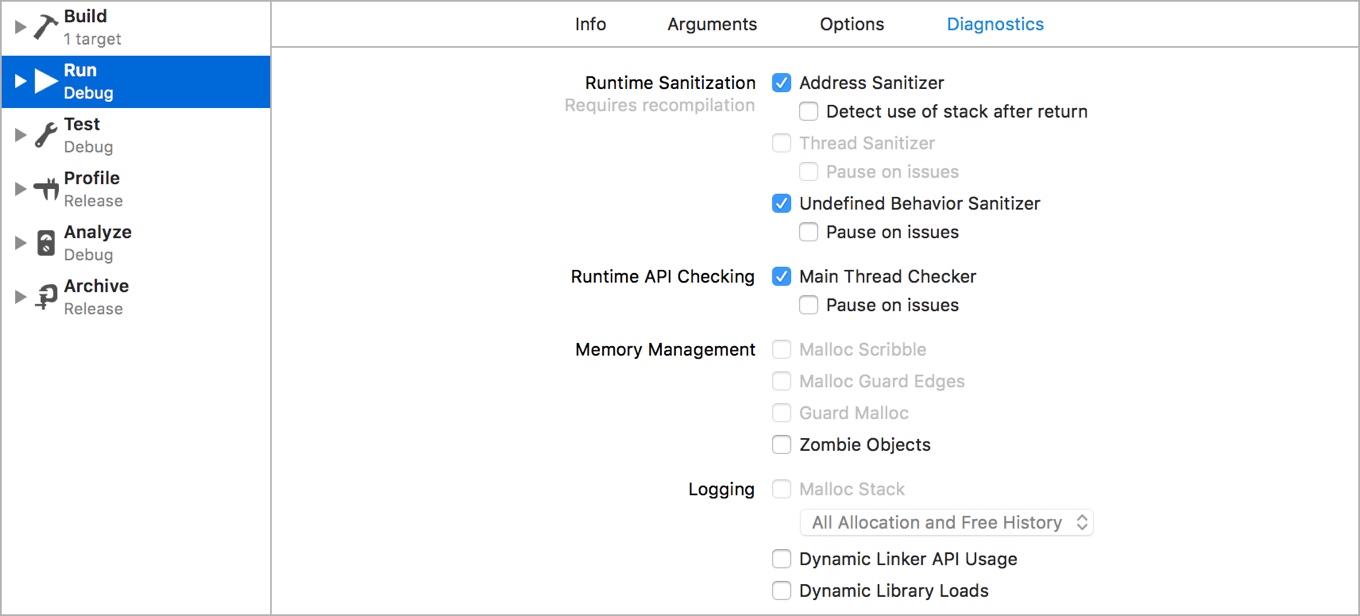 Build
1 target
Run
Debug
Test
Debug
Profile
Release
Analyze
Debug
Archive
Release
Info Arguments Options Diagnostics
Runtime Sanitization Address Sanitizer
Requires recompilation Detect use of stack after return
Thread Sanitizer
Pause on issues
Undefined Behavior Sanitizer
Pause on issues
Runtime API Checking Main Thread Checker
Pause on issues
Memory Management Malloc Scribble
Malloc Guard Edges
Guard Malloc
Zombie Objects
Logging Malloc Stack
All Allocation and Free History
Dynamic Linker API Usage
Dynamic Library Loads